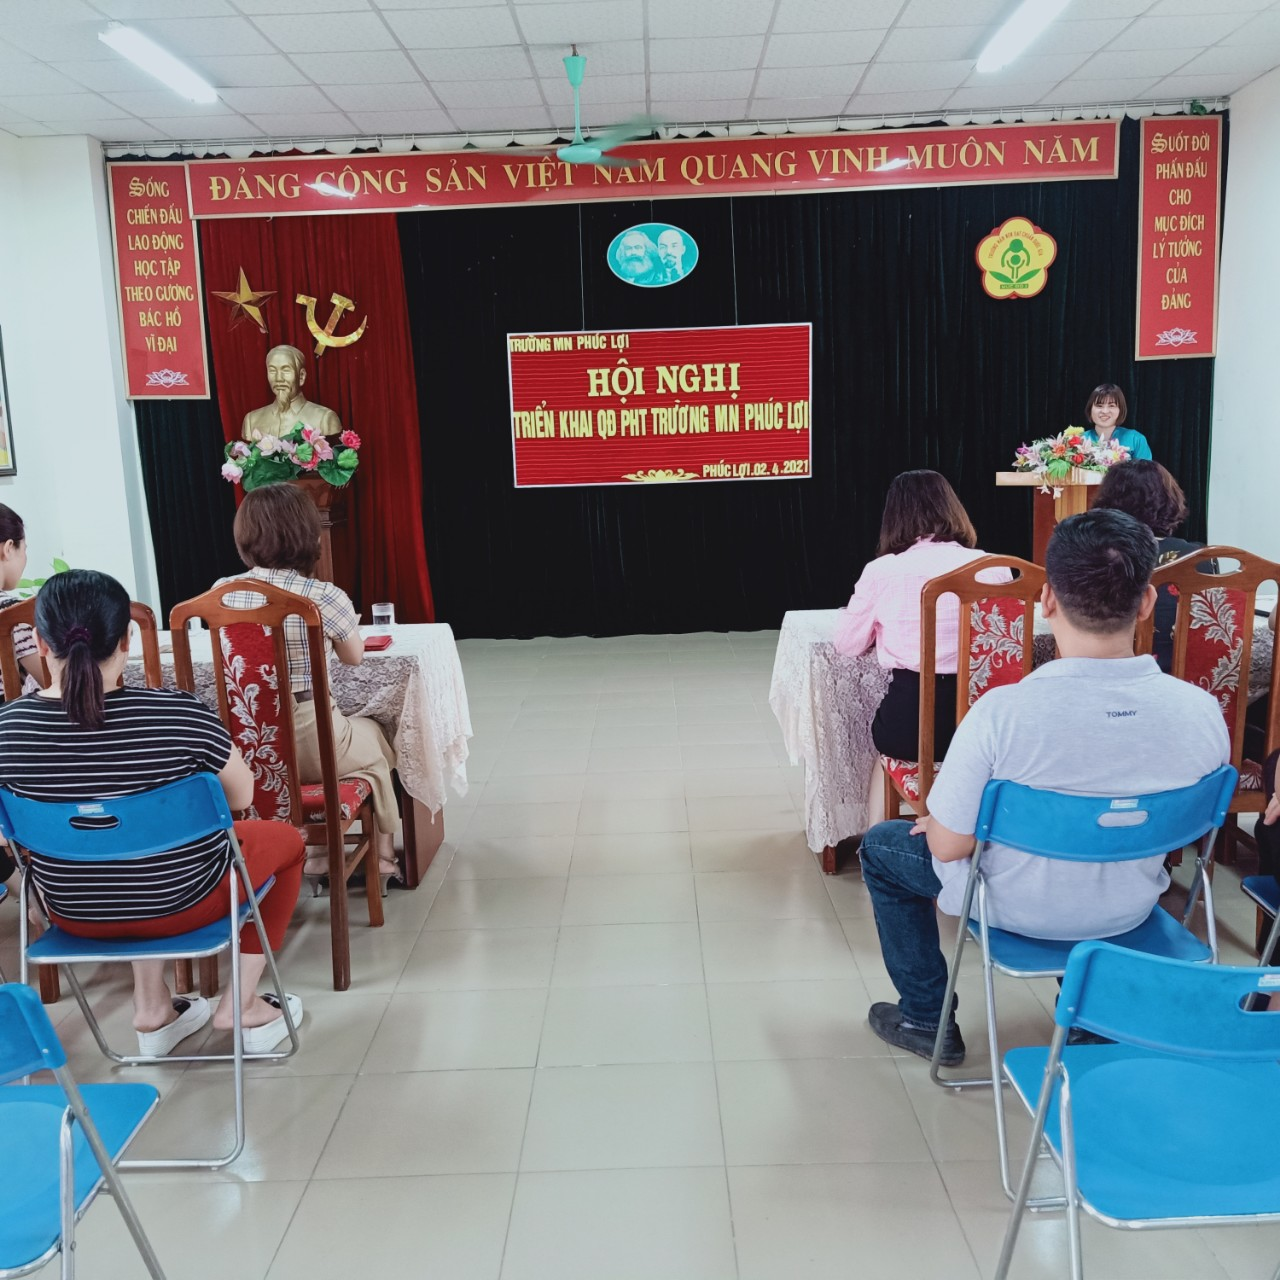 ĐẢNG CỘNG SẢN VIỆT NAM QUANG VINH MUÔN NĂM
SỐNG
CHIẾN ĐẤU
LAO ĐỘNG
HỌC TẬP
THEO GƯƠNG
BÁC HỒ
VĨ ĐẠI
SUỐT ĐỜI
PHẤN ĐẤU
CHO
MỤC ĐÍCH
LÝ TƯỞNG
CỦA
ĐẢNG
TRƯỜNG MN PHÚC LỢI
HỘI NGHỊ
TRIỂN KHAI QĐ PHT TRƯỜNG MN PHÚC LỢI
PHÚC LỢI.02.4.2021
TOMMY